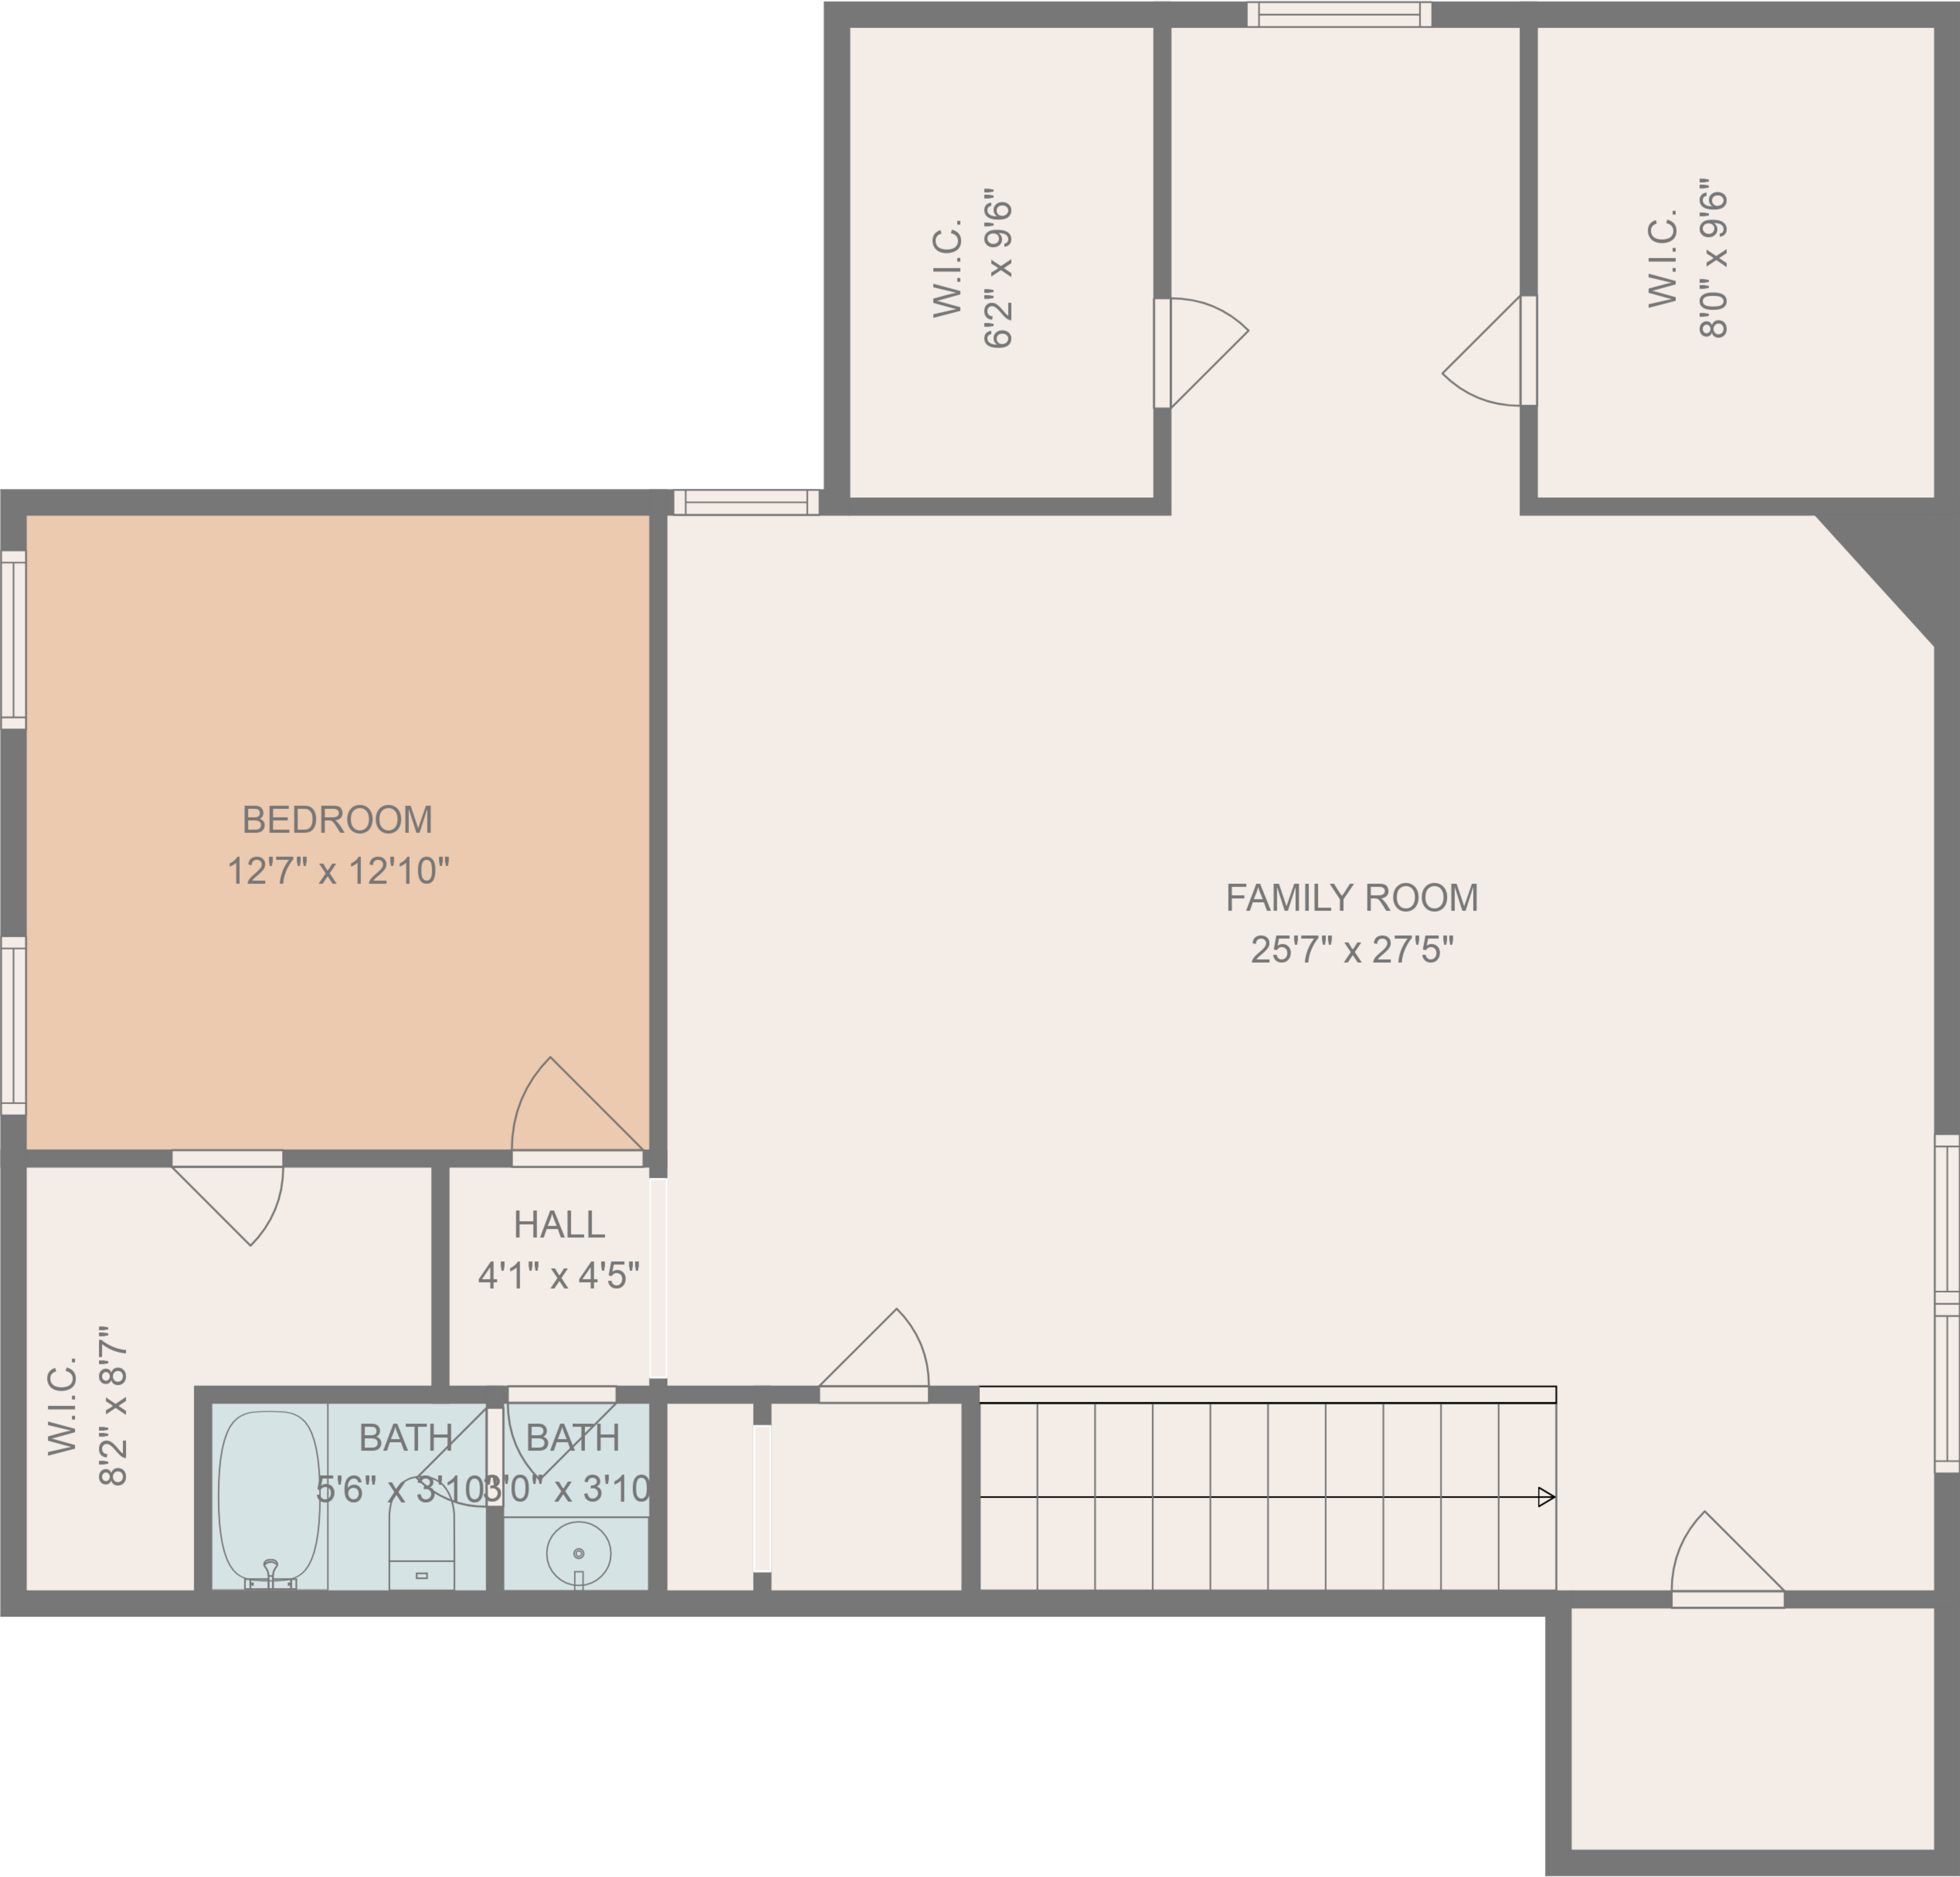 W.I.C.
6'2" x 9'6"
W.I.C.
8'0" x 9'6"
BEDROOM
12'7" x 12'10"
FAMILY ROOM
25'7" x 27'5"
HALL
4'1" x 4'5"
W.I.C.
8'2" x 8'7"
BATH
5'6" x 3'10"
BATH
3'0" x 3'10